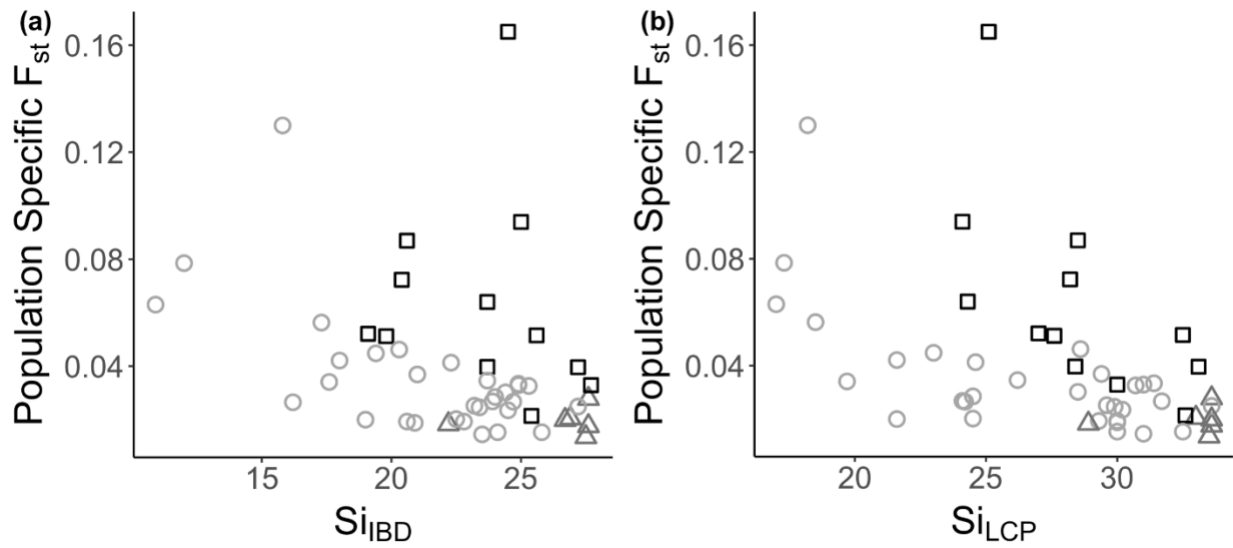 (a)
Population Specific Fst
0.16
0.12
0.08
0.04
15
20
25
SiIBD
(b)
Population Specific Fst
0.16
0.12
0.08
0.04
20
25
30
SiLCP